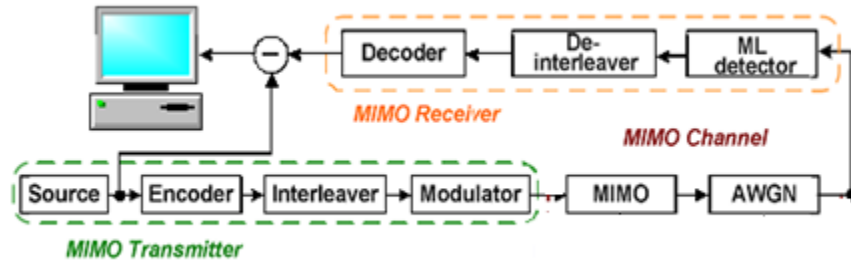 Decoder
De-
interleaver
ML
detector
MIMO Receiver
MIMO Channel
Source
Encoder
Interleaver
Modulator
MIMO
AWGN
MIMO Transmitter